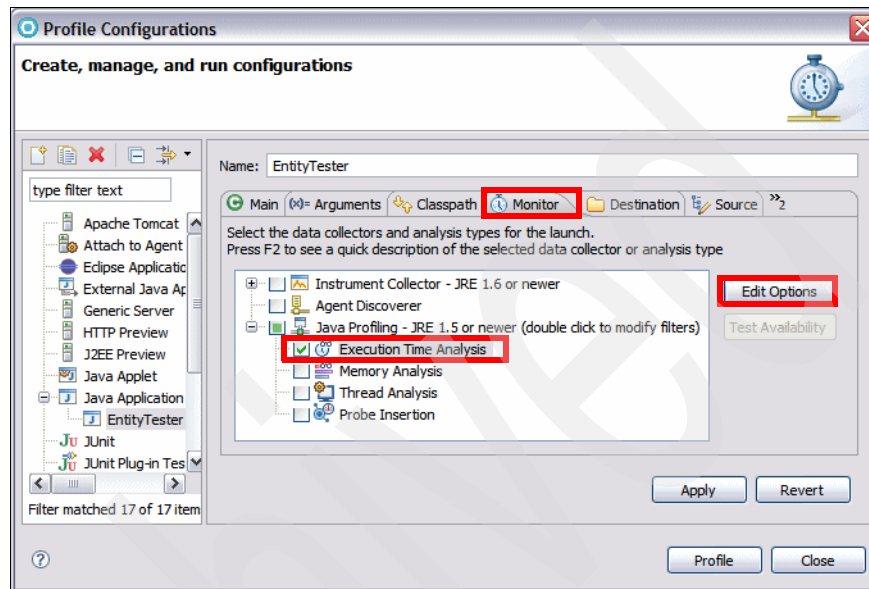 Profile Configurations
Create, manage, and run configurations
type filter text
Apache Tomcat
Attach to Agent
Eclipse Applicatic
External Java Ap
Generic Server
HTTP Preview
J2EE Preview
Java Applet
Java Application
EntityTester
JUnit
JUnit Plug-in Tes
Filter matched 17 of 17 item
Name: EntityTester
Main (x)= Arguments Classpath Monitor Destination Source »2
Select the data collectors and analysis types for the launch.
Press F2 to see a quick description of the selected data collector or analysis type
Instrument Collector - JRE 1.6 or newer
Agent Discoverer
Java Profiling - JRE 1.5 or newer (double click to modify filters)
Execution Time Analysis
Memory Analysis
Thread Analysis
Probe Insertion
Edit Options
Test Availability
Apply Revert
Profile Close